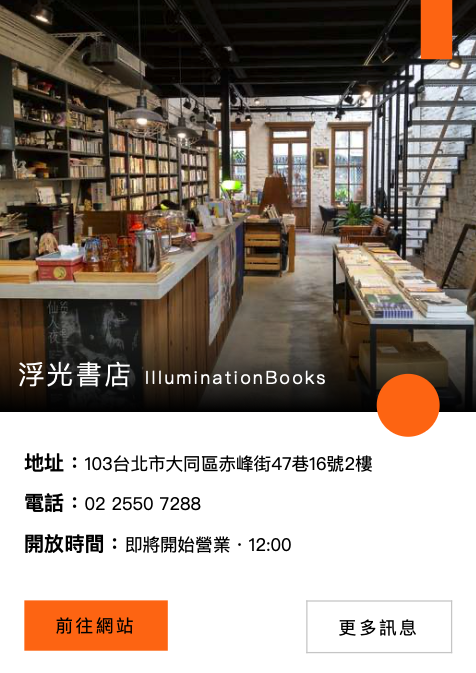 浮光書店 IlluminationBooks
地址：103台北市大同區赤峰街47巷16號2樓
電話：02 2550 7288
開放時間：即將開始營業 · 12:00
前往網站
更多訊息